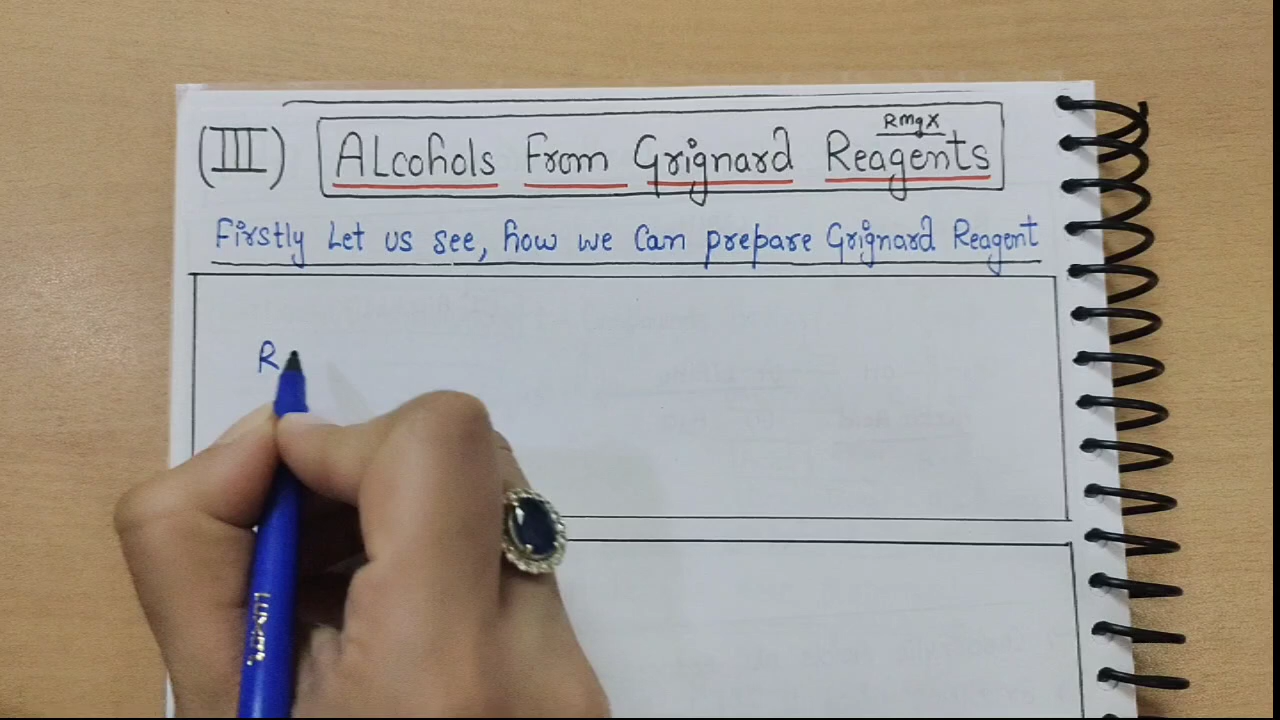 RMgX
(III) Alcohols From Grignard Reagents
Firstly Let us see, how we can prepare Grignard Reagent
R